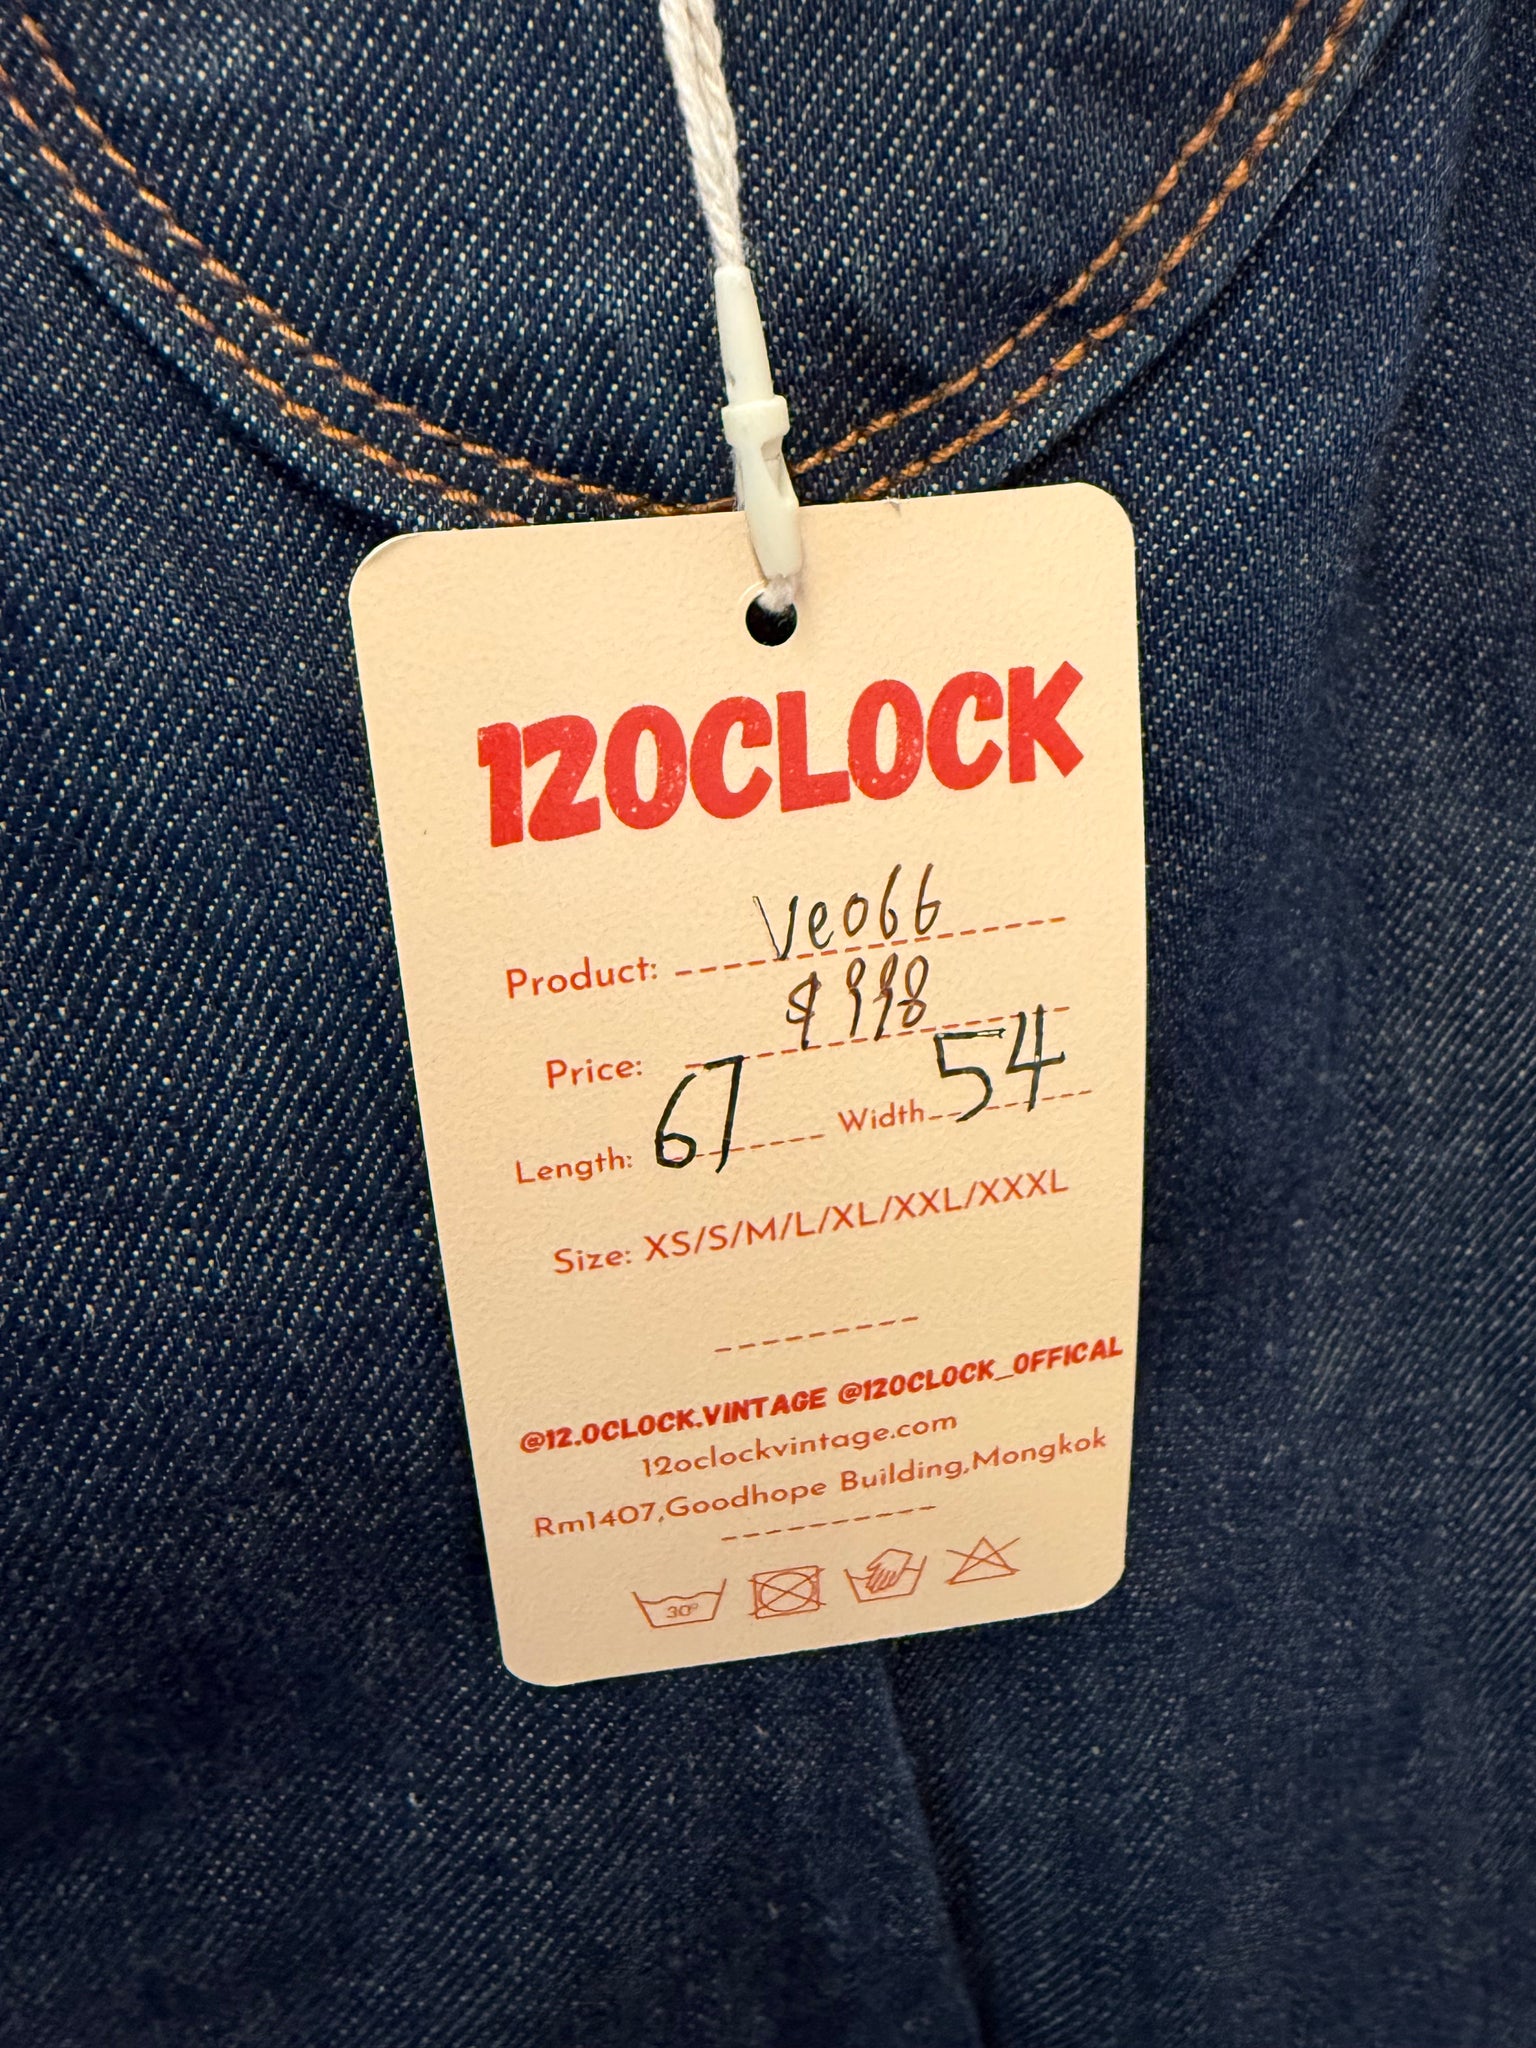 12OCLOCK
Product: Ve066
Price: $998
Length: 67 Width 54
Size: XS/S/M/L/XL/XXL/XXXL
@12.OCLOCK.VINTAGE @12OCLOCK_OFFICAL
12oclockvintage.com
Rm1407,Goodhope Building,Mongkok
30°